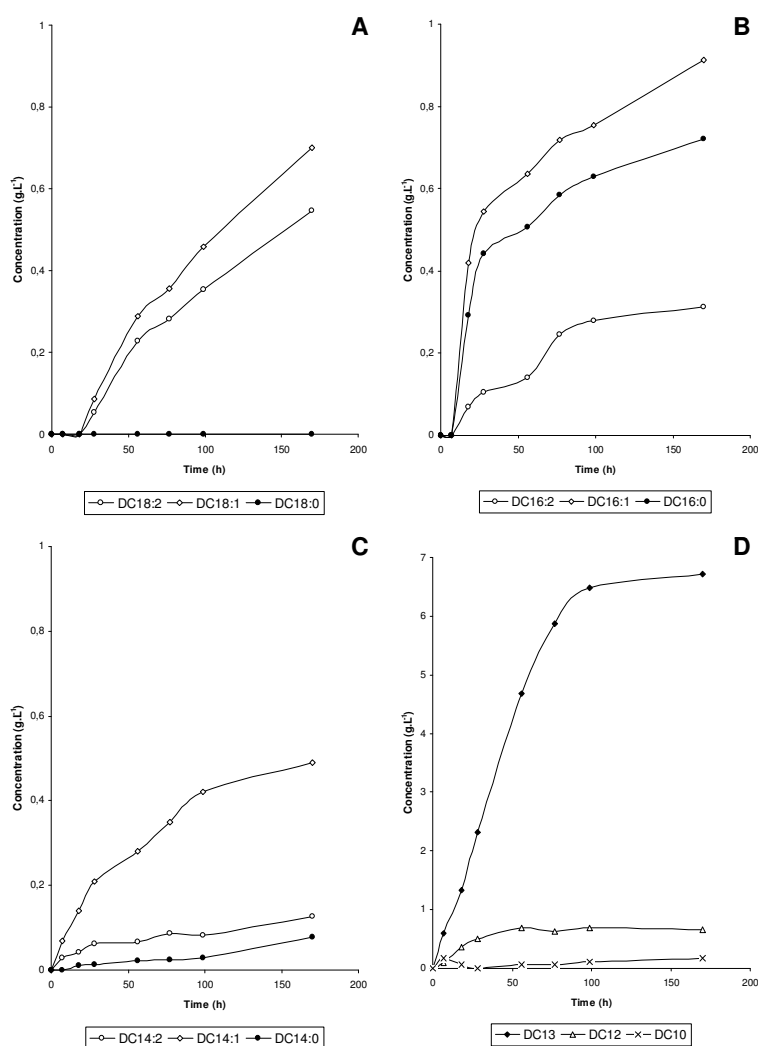 A
1
0,8
0,6
0,4
0,2
0
Concentration (g.L-1)
0 50 100 150 200
Time (h)
DC18:2 DC18:1 DC18:0
B
1
0,8
0,6
0,4
0,2
0
Concentration (g.L-1)
0 50 100 150 200
Time (h)
DC16:2 DC16:1 DC16:0
C
1
0,8
0,6
0,4
0,2
0
Concentration (g.L-1)
0 50 100 150 200
Time (h)
DC14:2 DC14:1 DC14:0
D
7
6
5
4
3
2
1
0
Concentration (g.L-1)
0 50 100 150 200
Time (h)
DC13 DC12 DC10